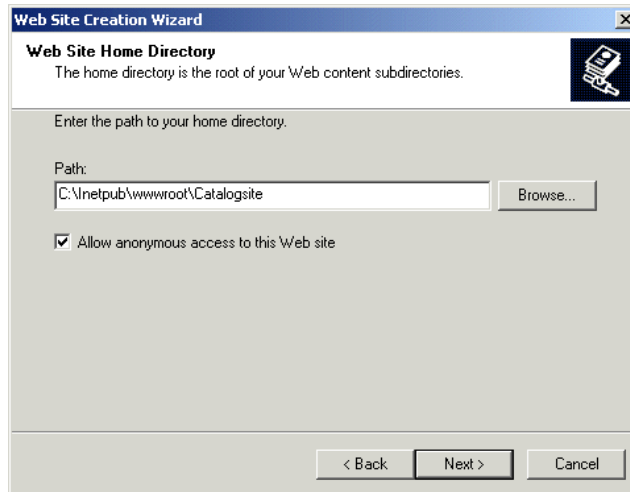 Web Site Creation Wizard
Web Site Home Directory
The home directory is the root of your Web content subdirectories.
Enter the path to your home directory.
Path:
C:\Inetpub\wwwroot\Catalogsite
Browse...
Allow anonymous access to this Web site
< Back
Next >
Cancel